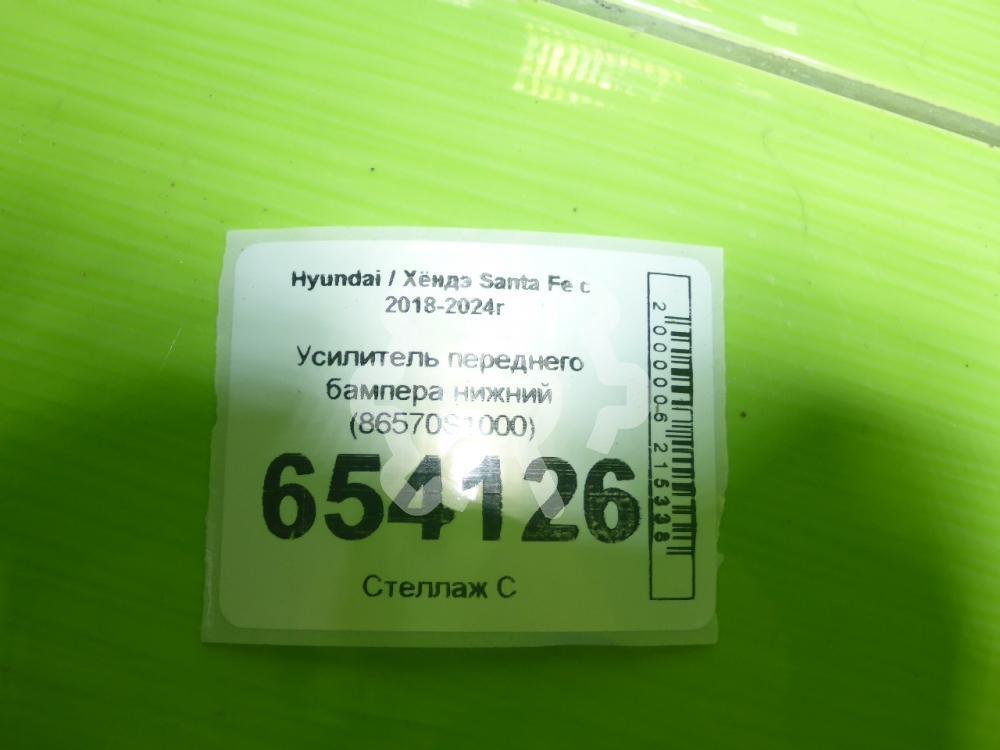 Hyundai / Хёндэ Santa Fe с
2018-2024г
Усилитель переднего
бампера нижний
(86570S1000)
654126
Стеллаж С
2000006215338